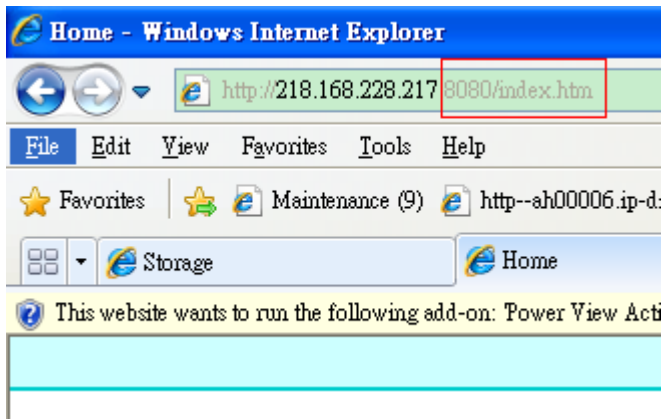 Home - Windows Internet Explorer
http://218.168.228.217:8080/index.htm
File Edit View Favorites Tools Help
Favorites Maintenance (9) http--ah00006.ip-d
Storage Home
This website wants to run the following add-on: 'Power View Acti